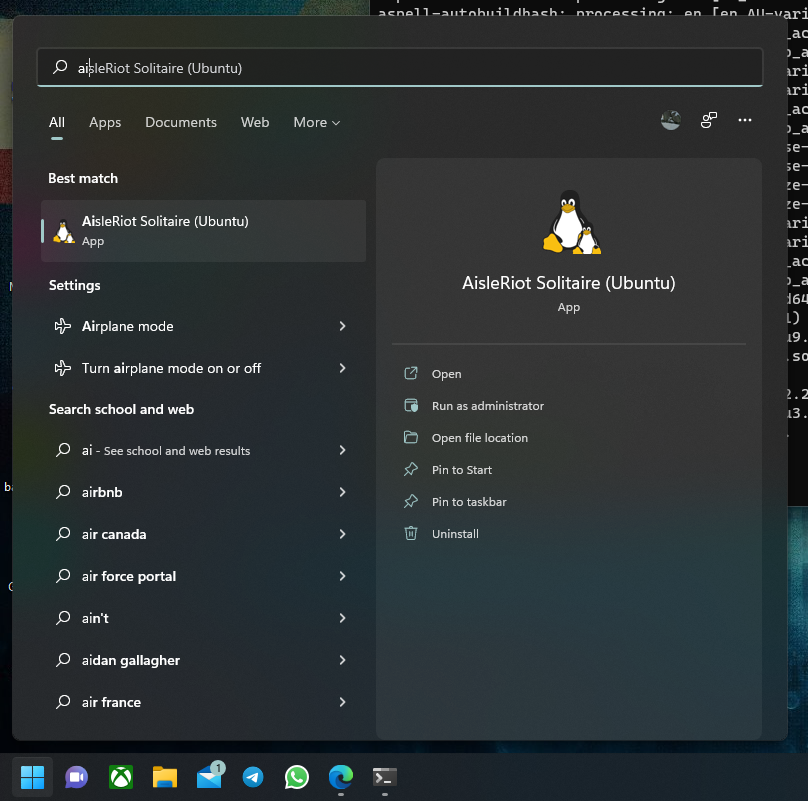 aspell-autobuildhash: processing: en [en_AU-vari
aisleRiot Solitaire (Ubuntu)
All Apps Documents Web More
Best match
AisleRiot Solitaire (Ubuntu)
App
Settings
Airplane mode
Turn airplane mode on or off
Search school and web
ai - See school and web results
airbnb
air canada
air force portal
ain't
aidan gallagher
air france
AisleRiot Solitaire (Ubuntu)
App
Open
Run as administrator
Open file location
Pin to Start
Pin to taskbar
Uninstall
1